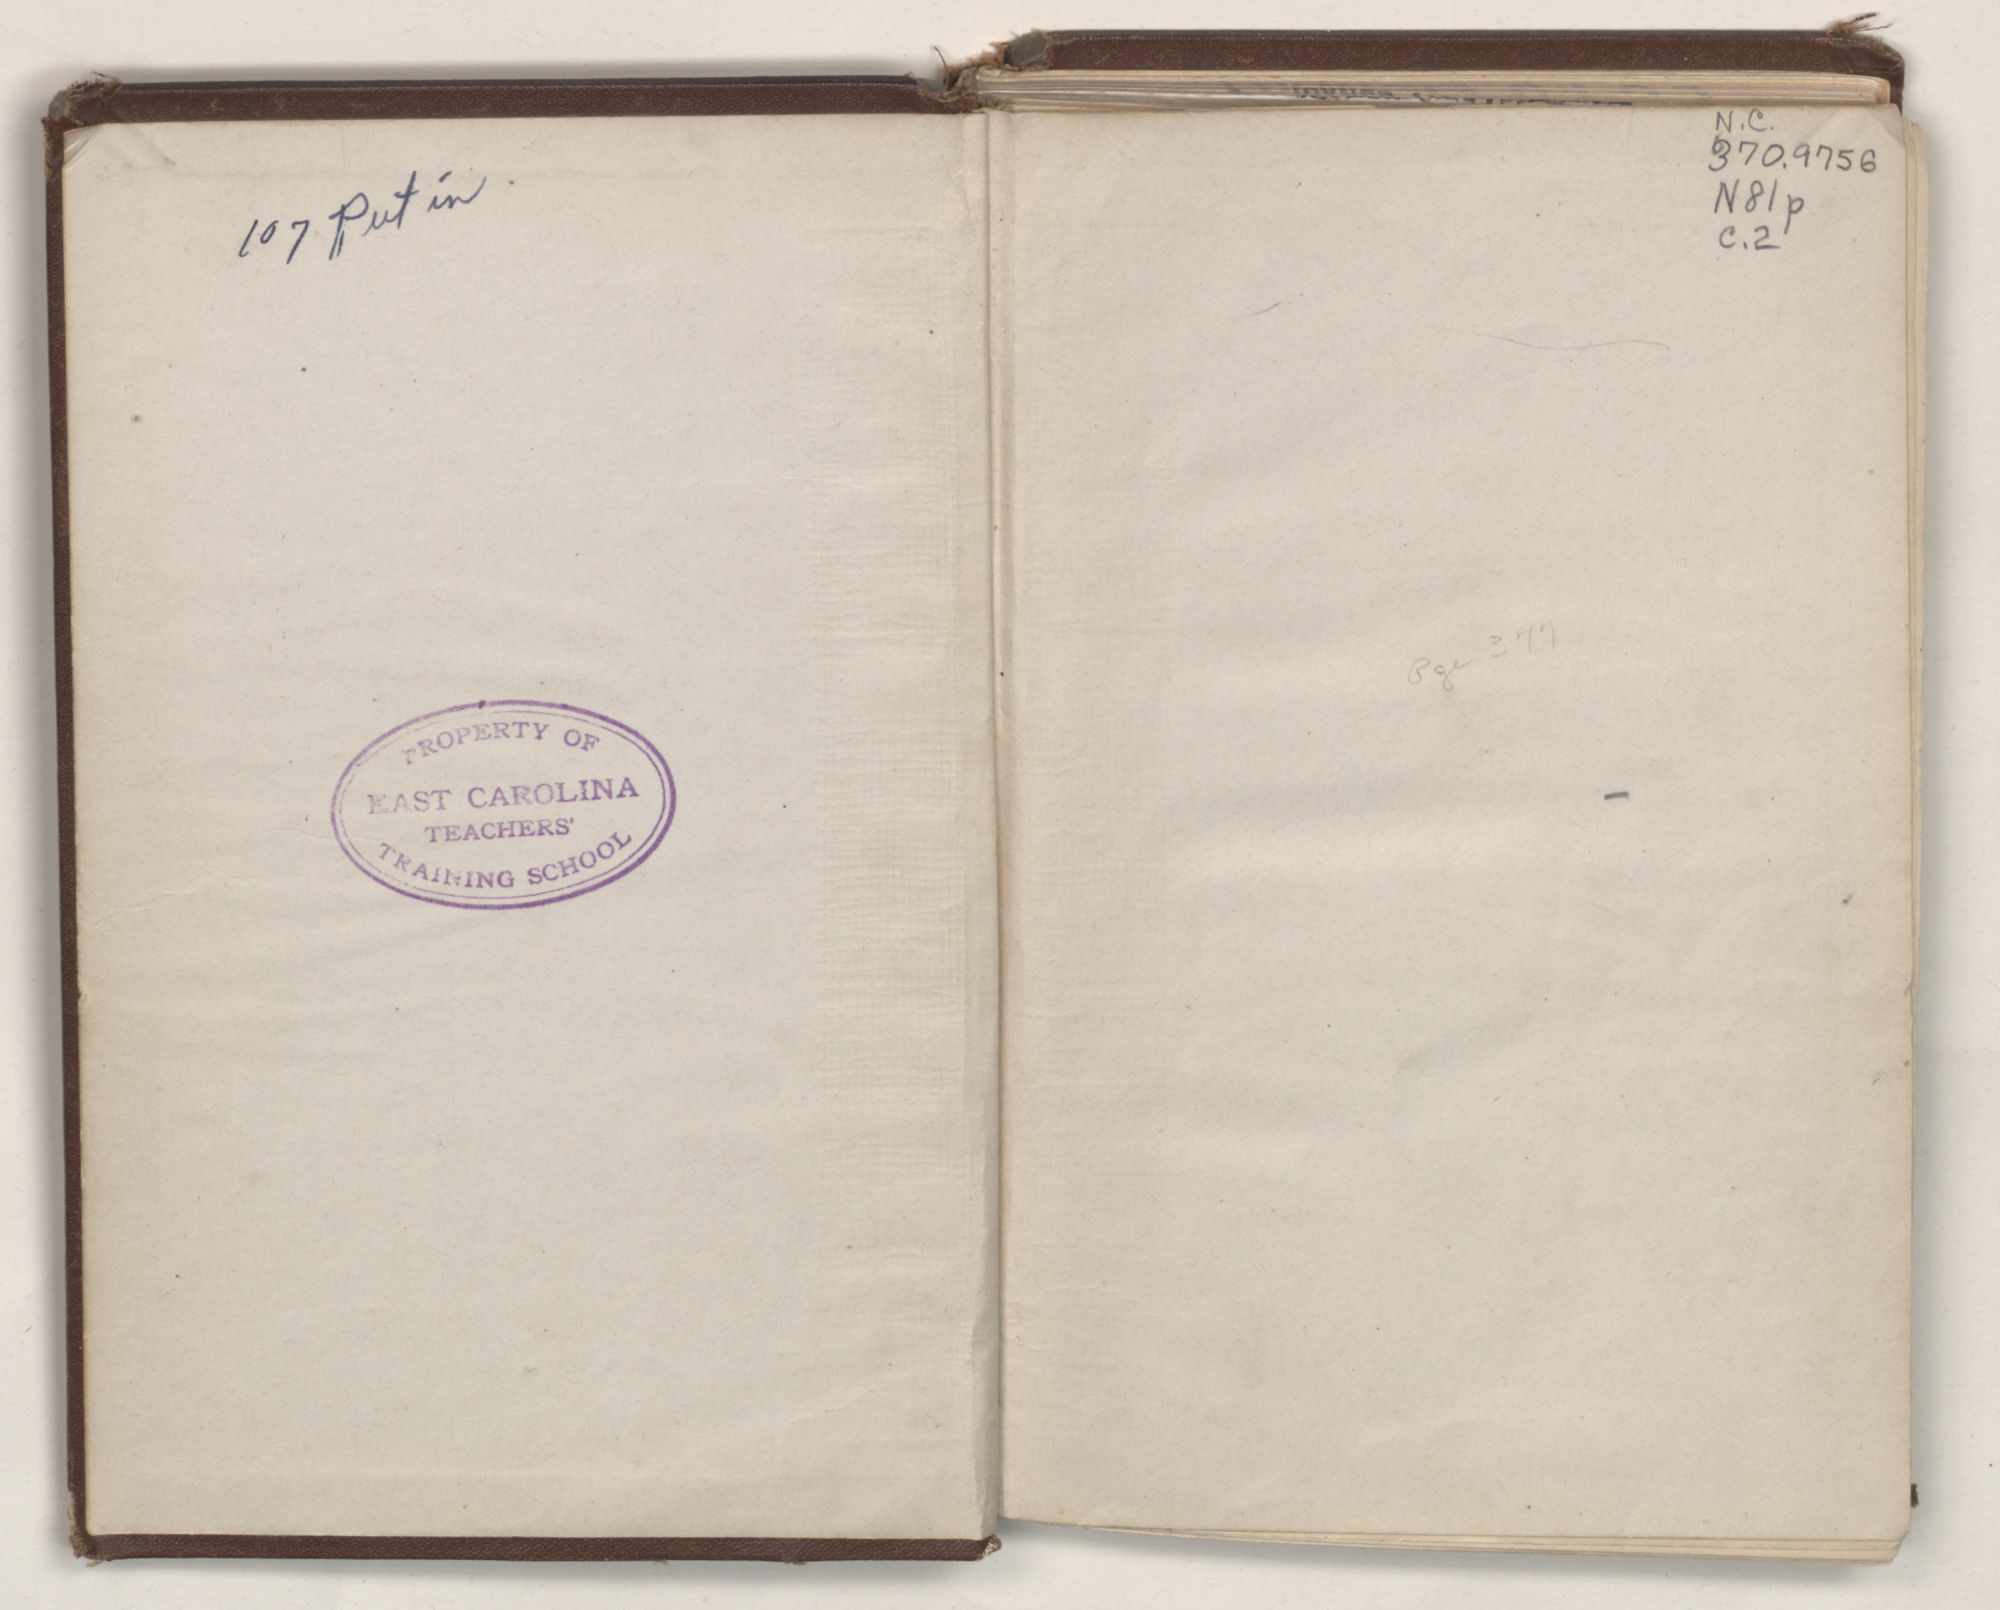 107 Put in
PROPERTY OF
EAST CAROLINA
TEACHERS'
TRAINING SCHOOL
N.C.
370.9756
N81p
c.2